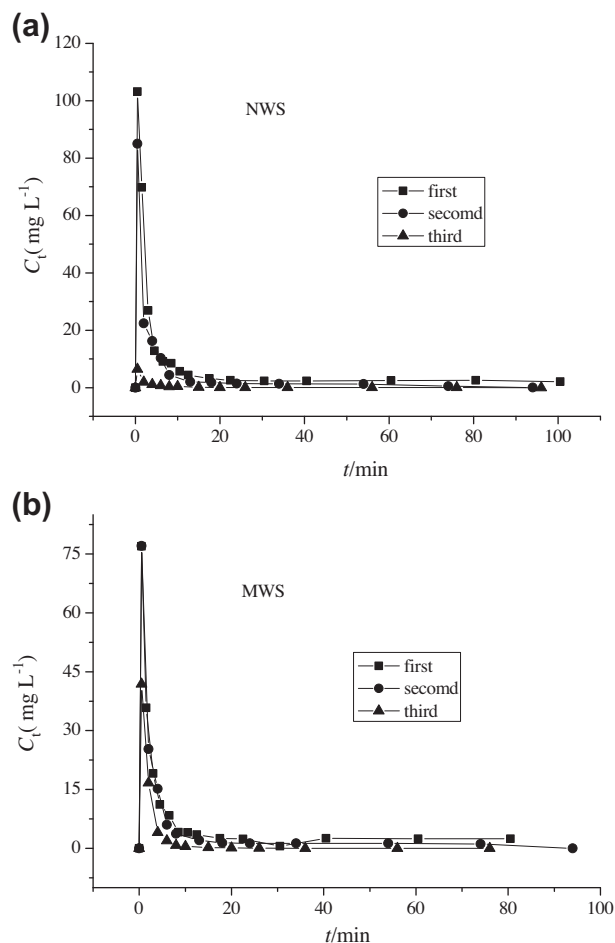 (a)
120
100
80
60
40
20
0
C_t( mg L^-1)
NWS
first
secomd
third
0 20 40 60 80 100
t/min
(b)
75
60
45
30
15
0
C_t( mg L^-1)
MWS
first
secomd
third
0 20 40 60 80 100
t/min